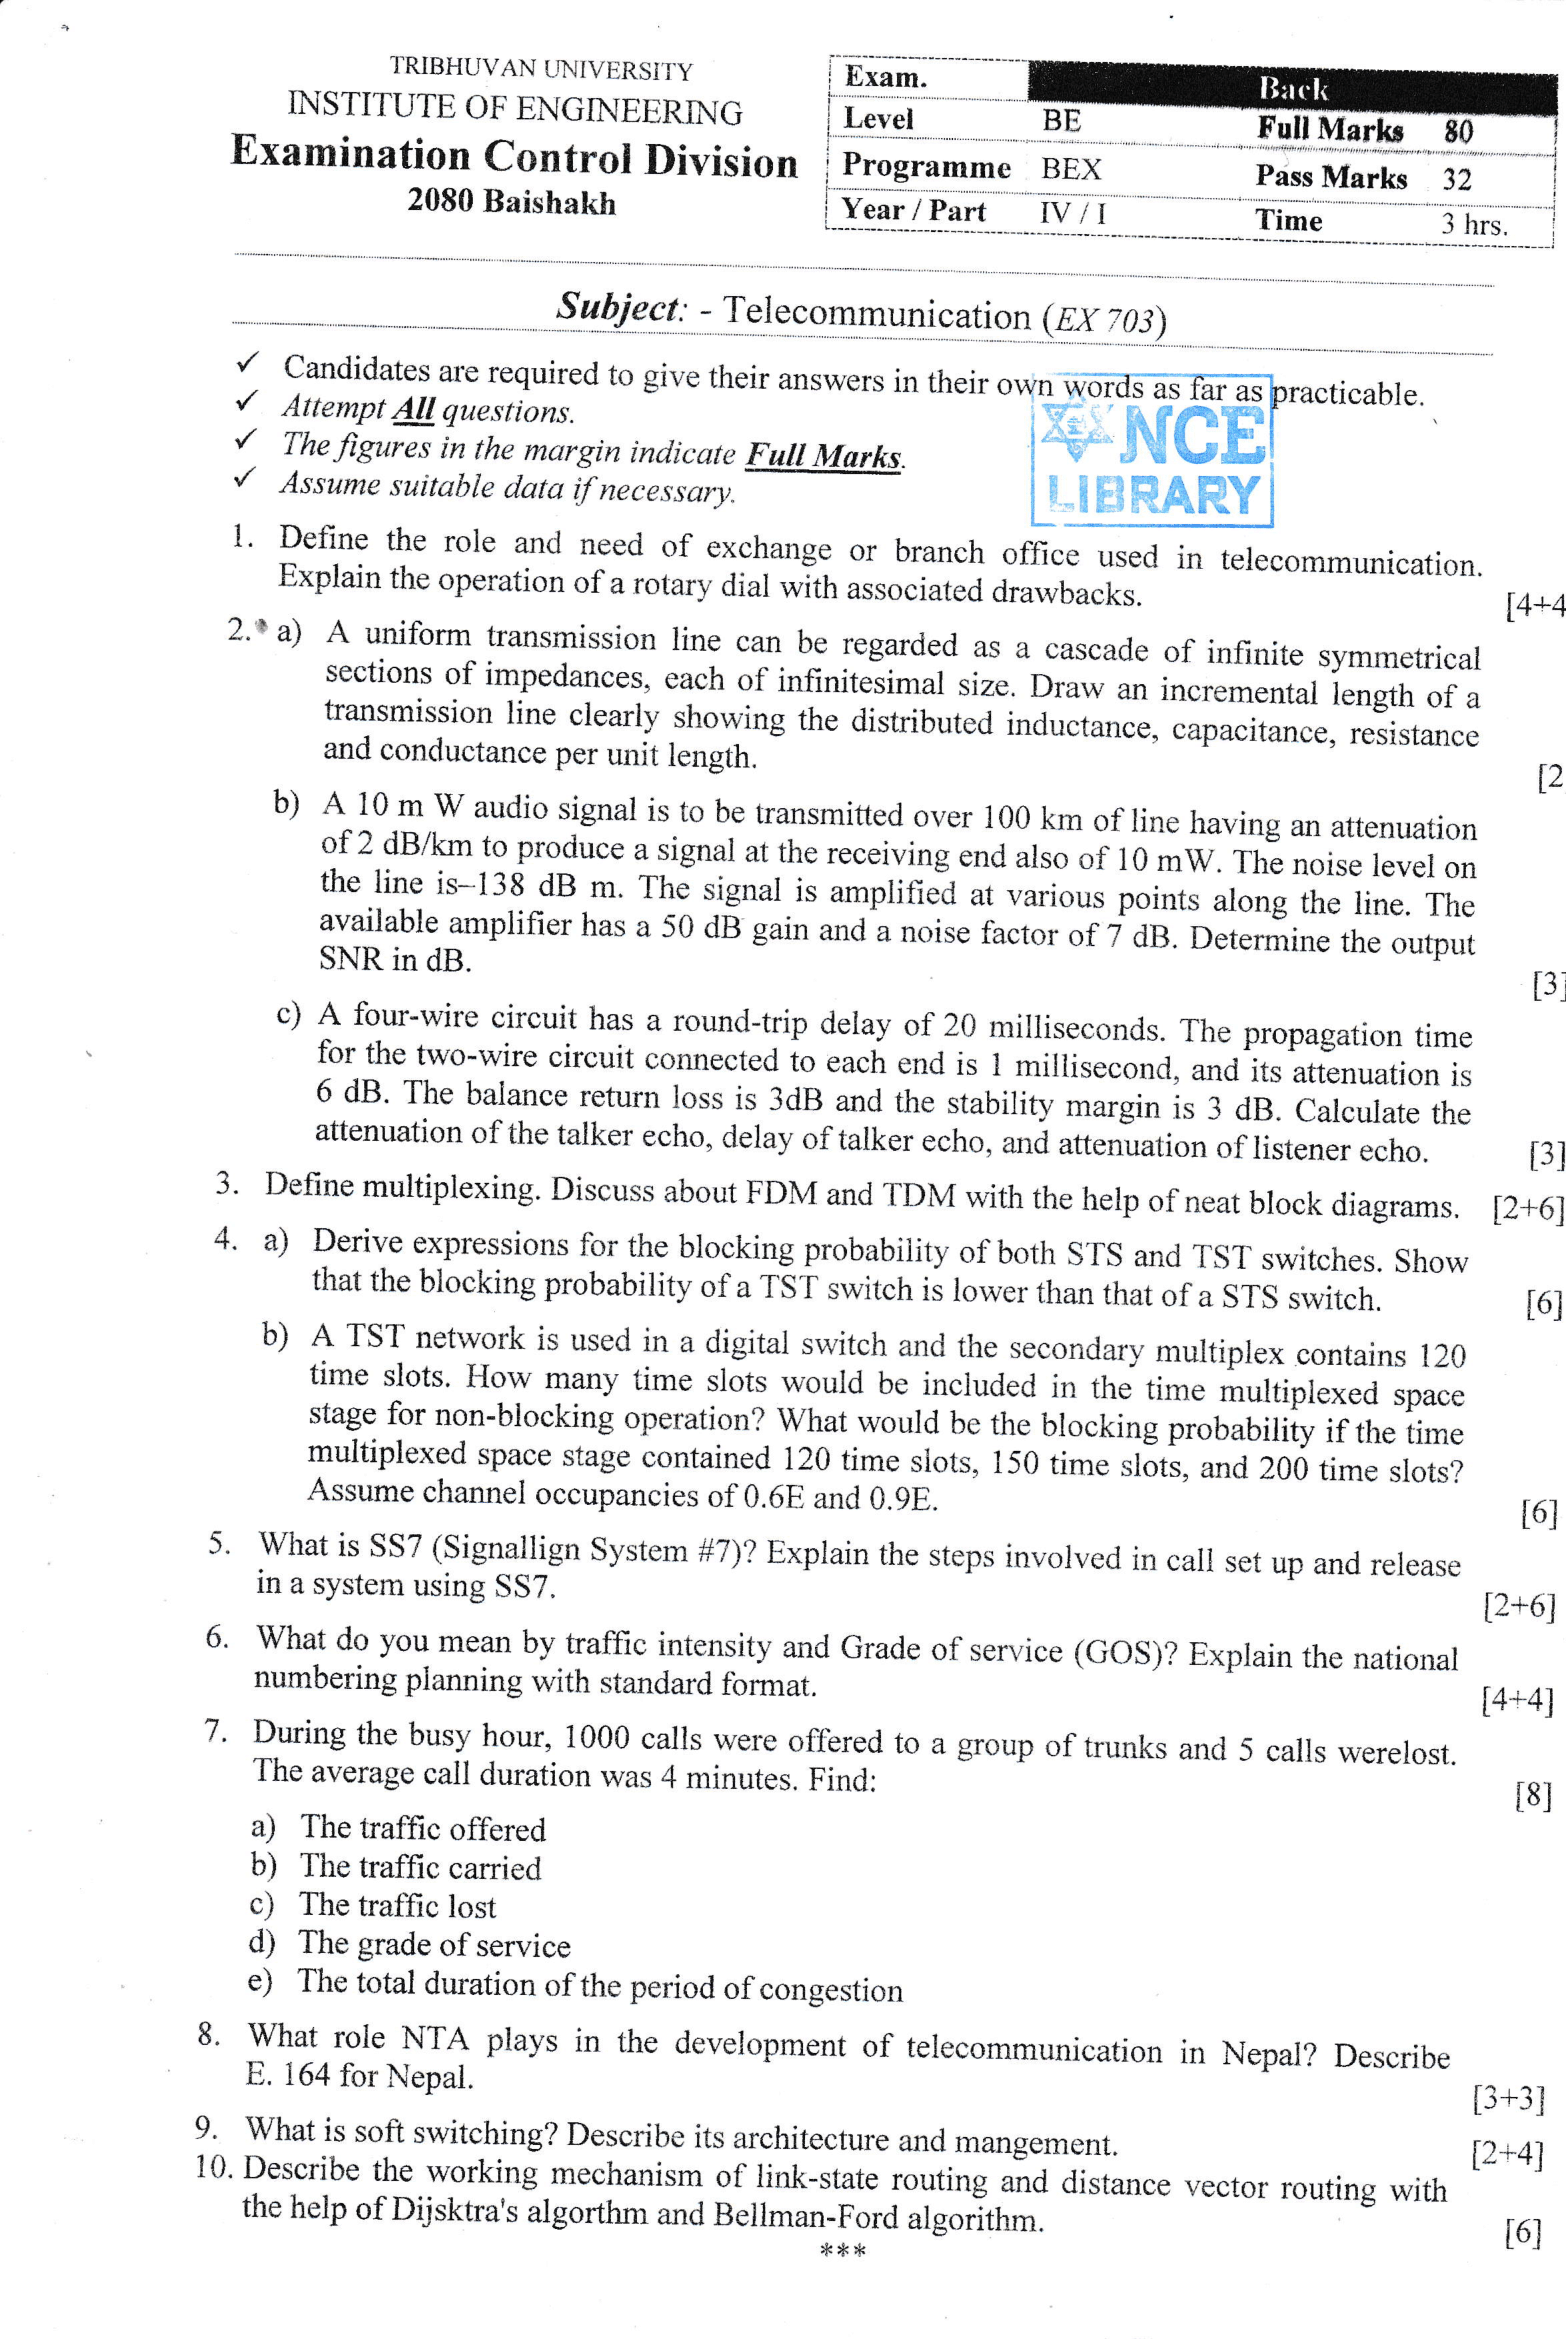 TRIBHUVAN UNIVERSITY
INSTITUTE OF ENGINEERING
Examination Control Division
2080 Baishakh
Exam. Back
Level BE Full Marks 80
Programme BEX Pass Marks 32
Year / Part IV / I Time 3 hrs.
Subject: - Telecommunication (EX 703)
✓ Candidates are required to give their answers in their own words as far as practicable.
✓ Attempt All questions.
✓ The figures in the margin indicate Full Marks.
✓ Assume suitable data if necessary.
NCE
LIBRARY
1. Define the role and need of exchange or branch office used in telecommunication.
Explain the operation of a rotary dial with associated drawbacks. [4+4
2. a) A uniform transmission line can be regarded as a cascade of infinite symmetrical
sections of impedances, each of infinitesimal size. Draw an incremental length of a
transmission line clearly showing the distributed inductance, capacitance, resistance
and conductance per unit length. [2
b) A 10 m W audio signal is to be transmitted over 100 km of line having an attenuation
of 2 dB/km to produce a signal at the receiving end also of 10 mW. The noise level on
the line is–138 dB m. The signal is amplified at various points along the line. The
available amplifier has a 50 dB gain and a noise factor of 7 dB. Determine the output
SNR in dB. [3]
c) A four-wire circuit has a round-trip delay of 20 milliseconds. The propagation time
for the two-wire circuit connected to each end is 1 millisecond, and its attenuation is
6 dB. The balance return loss is 3dB and the stability margin is 3 dB. Calculate the
attenuation of the talker echo, delay of talker echo, and attenuation of listener echo. [3]
3. Define multiplexing. Discuss about FDM and TDM with the help of neat block diagrams. [2+6]
4. a) Derive expressions for the blocking probability of both STS and TST switches. Show
that the blocking probability of a TST switch is lower than that of a STS switch. [6]
b) A TST network is used in a digital switch and the secondary multiplex contains 120
time slots. How many time slots would be included in the time multiplexed space
stage for non-blocking operation? What would be the blocking probability if the time
multiplexed space stage contained 120 time slots, 150 time slots, and 200 time slots?
Assume channel occupancies of 0.6E and 0.9E. [6]
5. What is SS7 (Signallign System #7)? Explain the steps involved in call set up and release
in a system using SS7. [2+6]
6. What do you mean by traffic intensity and Grade of service (GOS)? Explain the national
numbering planning with standard format. [4+4]
7. During the busy hour, 1000 calls were offered to a group of trunks and 5 calls werelost.
The average call duration was 4 minutes. Find: [8]
a) The traffic offered
b) The traffic carried
c) The traffic lost
d) The grade of service
e) The total duration of the period of congestion
8. What role NTA plays in the development of telecommunication in Nepal? Describe
E. 164 for Nepal. [3+3]
9. What is soft switching? Describe its architecture and mangement. [2+4]
10. Describe the working mechanism of link-state routing and distance vector routing with
the help of Dijsktra's algorthm and Bellman-Ford algorithm. [6]
***